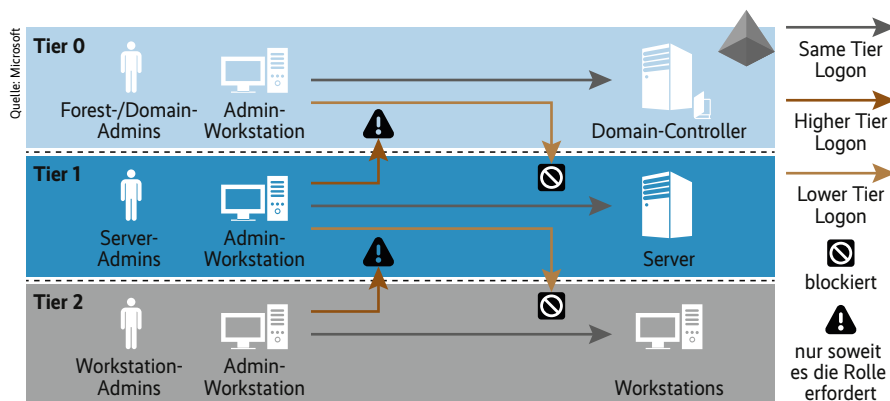 Quelle: Microsoft
Tier 0
Forest-/Domain-
Admins
Admin-
Workstation
Domain-Controller
Tier 1
Server-
Admins
Admin-
Workstation
Server
Tier 2
Workstation-
Admins
Admin-
Workstation
Workstations
Same Tier
Logon
Higher Tier
Logon
Lower Tier
Logon
blockiert
nur soweit
es die Rolle
erfordert